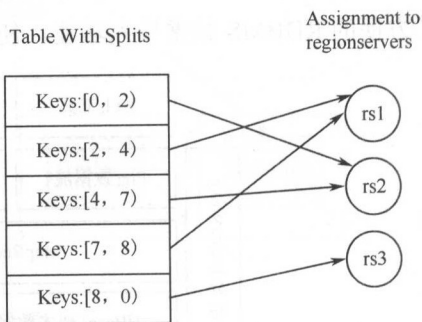 Table With Splits
Assignment to
regionservers
Keys:[0，2)
Keys:[2，4)
Keys:[4，7)
Keys:[7，8)
Keys:[8，0)
rs1
rs2
rs3